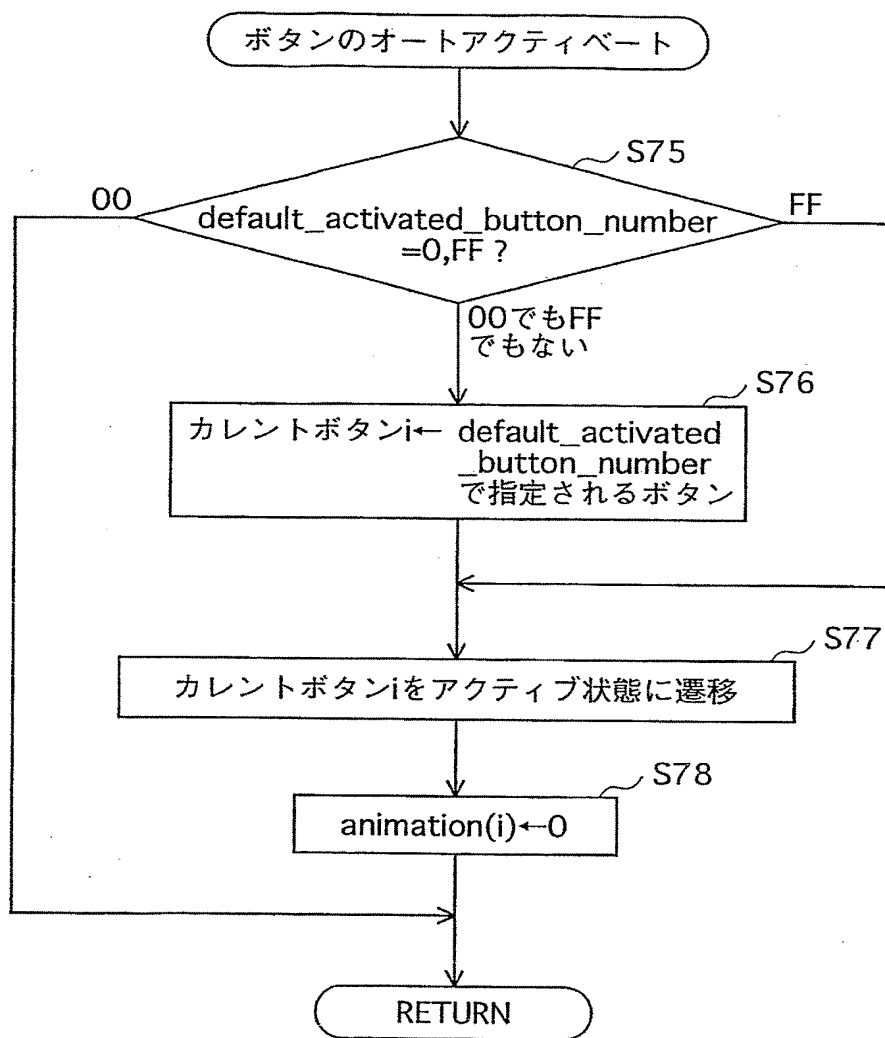 ボタンのオートアクティベート
S75
00
FF
default_activated_button_number
=0,FF ?
00でもFF
でもない
S76
カレントボタンi← default_activated
_button_number
で指定されるボタン
S77
カレントボタンiをアクティブ状態に遷移
S78
animation(i)←0
RETURN